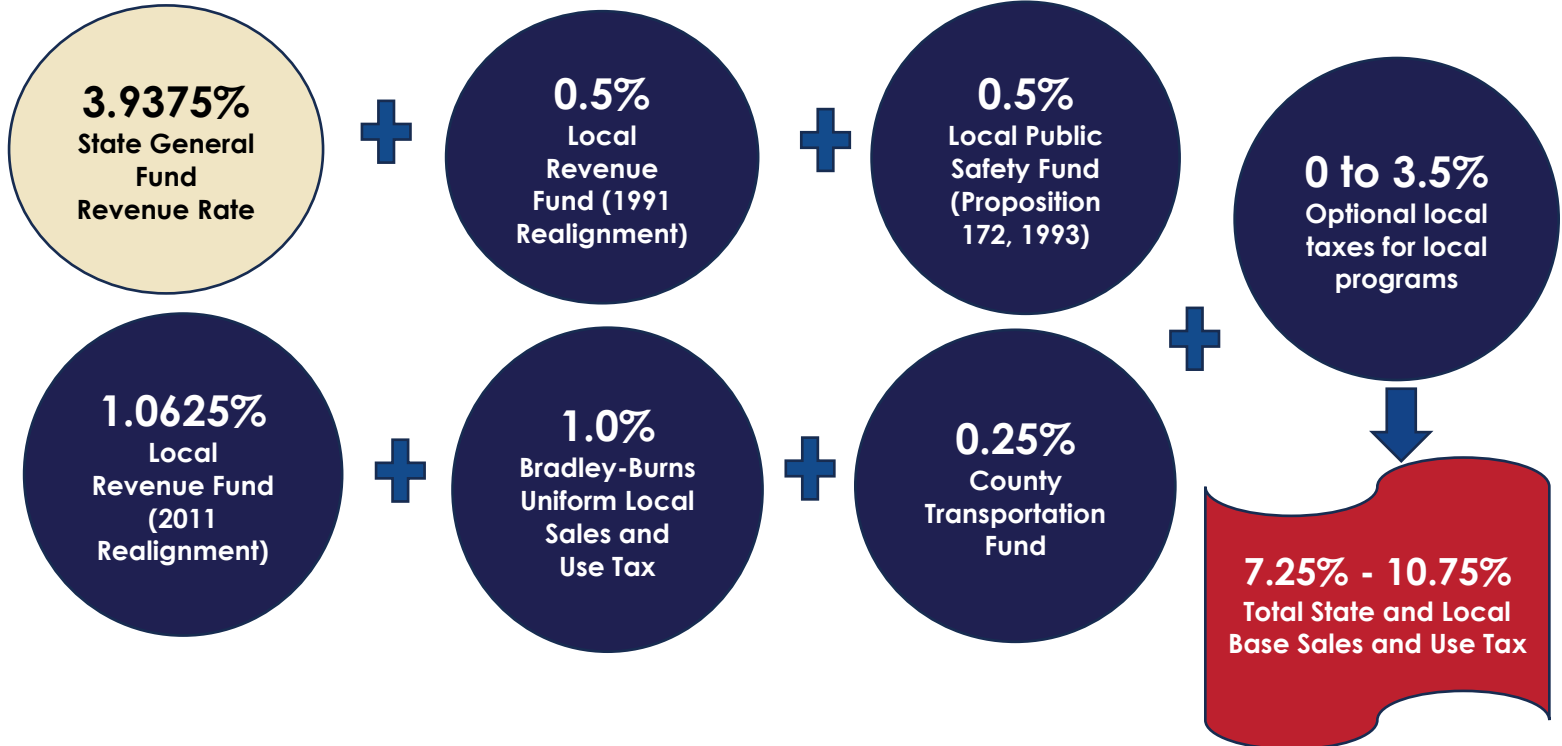 3.9375%
State General
Fund
Revenue Rate
0.5%
Local
Revenue
Fund (1991
Realignment)
0.5%
Local Public
Safety Fund
(Proposition
172, 1993)
0 to 3.5%
Optional local
taxes for local
programs
1.0625%
Local
Revenue Fund
(2011
Realignment)
1.0%
Bradley-Burns
Uniform Local
Sales and
Use Tax
0.25%
County
Transportation
Fund
7.25% - 10.75%
Total State and Local
Base Sales and Use Tax